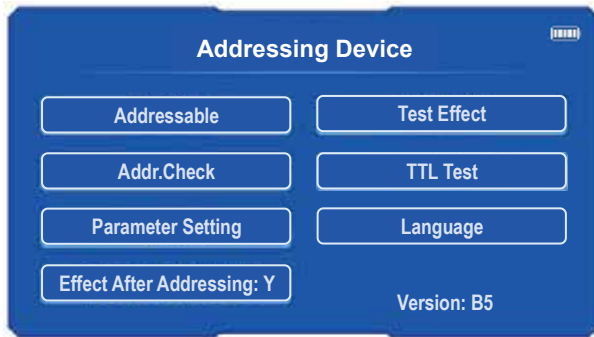 Addressing Device
Addressable
Test Effect
Addr.Check
TTL Test
Parameter Setting
Language
Effect After Addressing: Y
Version: B5